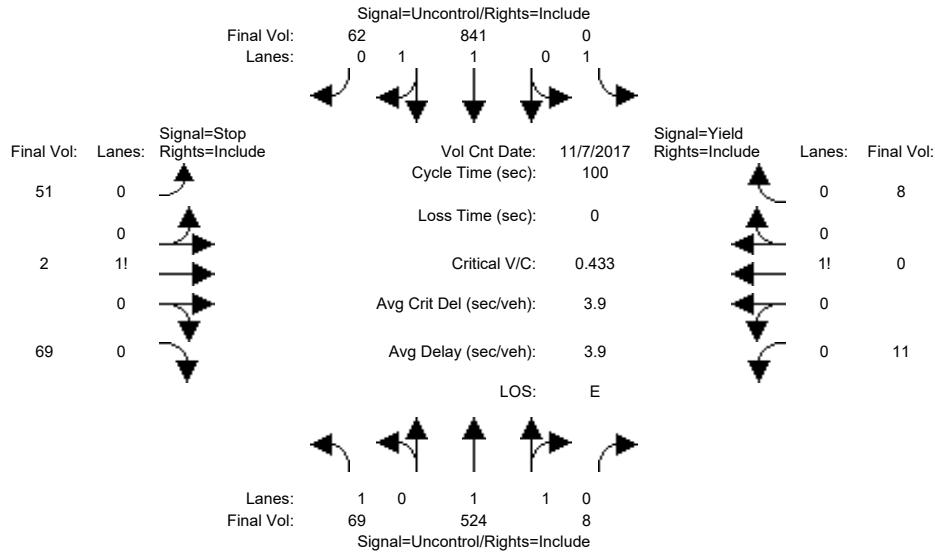 Signal=Uncontrol/Rights=Include
Final Vol: 62 841 0
Lanes: 0 1 1 0 1
Signal=Stop
Final Vol: Lanes: Rights=Include
Vol Cnt Date: 11/7/2017
Cycle Time (sec): 100
Signal=Yield
Rights=Include Lanes: Final Vol:
51 0
0 8
Loss Time (sec): 0
0
0
2 1!
Critical V/C: 0.433
1! 0
0
Avg Crit Del (sec/veh): 3.9
0
69 0
Avg Delay (sec/veh): 3.9
0 11
LOS: E
Lanes: 1 0 1 1 0
Final Vol: 69 524 8
Signal=Uncontrol/Rights=Include